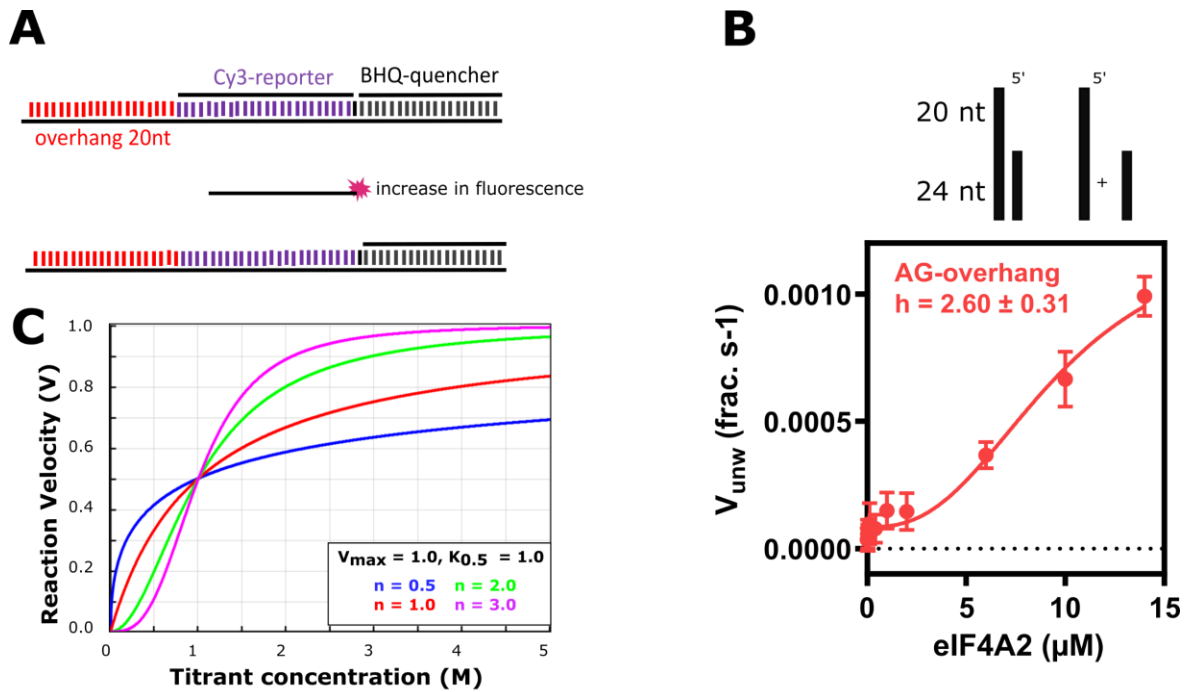 A
Cy3-reporter
BHQ-quencher
overhang 20nt
increase in fluorescence
B
5'
5'
20 nt
24 nt
+
AG-overhang
h = 2.60 ± 0.31
0.0010
0.0005
0.0000
Vunw (frac. s-1)
0
5
10
15
eIF4A2 (µM)
C
1.0
0.8
0.6
0.4
0.2
0.0
Reaction Velocity (V)
Vmax = 1.0, K0.5 = 1.0
n = 0.5
n = 2.0
n = 1.0
n = 3.0
0
1
2
3
4
5
Titrant concentration (M)